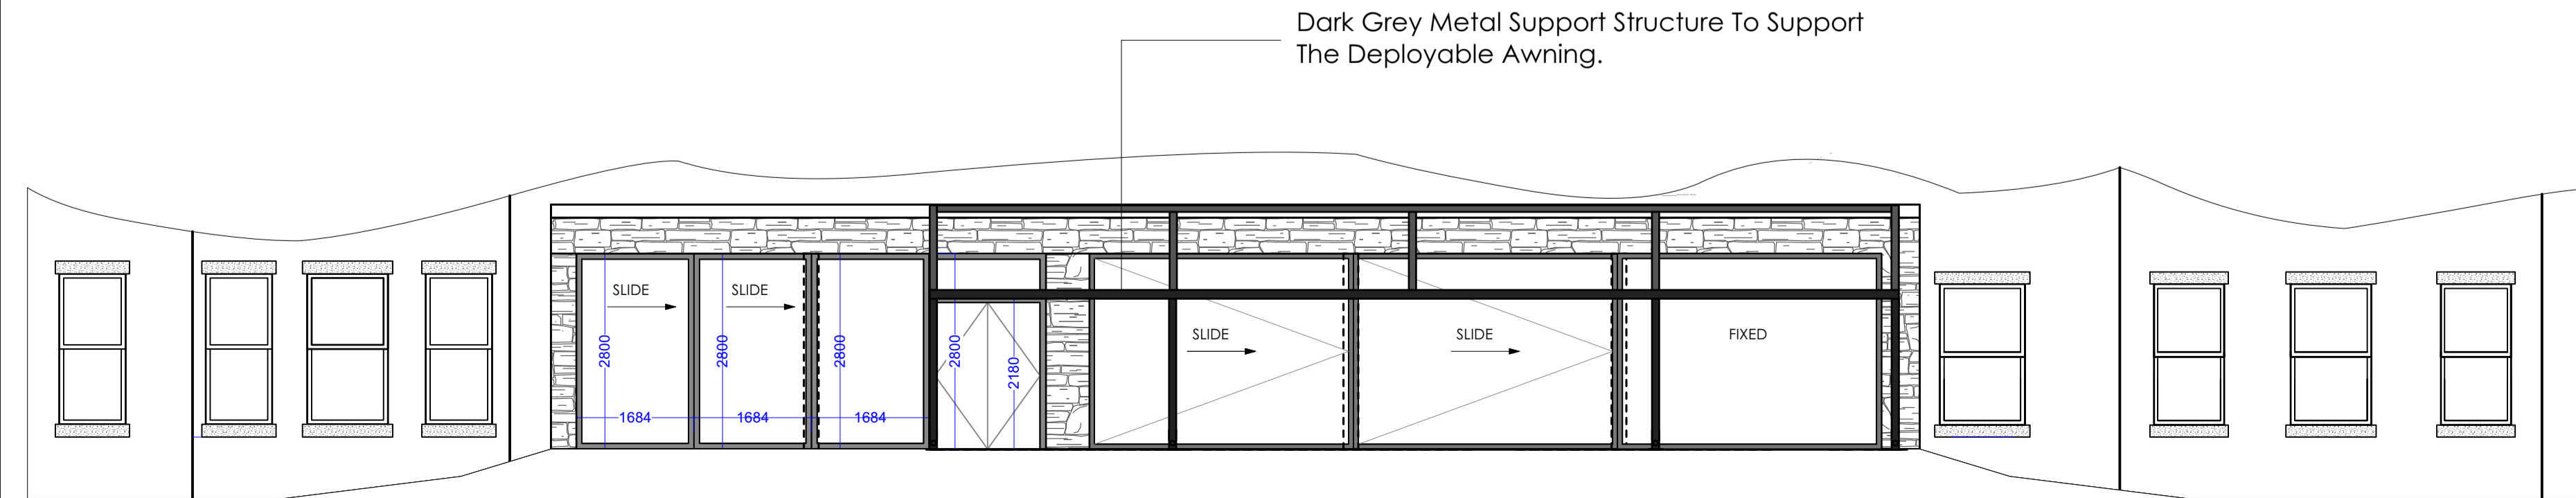 Dark Grey Metal Support Structure To Support
The Deployable Awning.
SLIDE
SLIDE
2800
2800
2800
2800
2180
SLIDE
SLIDE
FIXED
1684
1684
1684